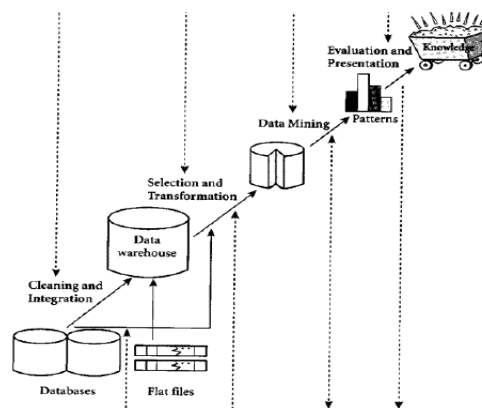 Evaluation and
Presentation
Knowledge
Data Mining
Patterns
Selection and
Transformation
Data
warehouse
Cleaning and
Integration
Databases
Flat files